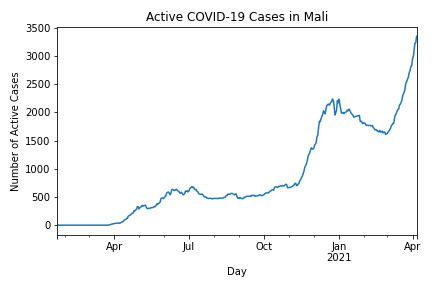 Active COVID-19 Cases in Mali
3500
3000
2500
2000
1500
1000
500
0
Number of Active Cases
Apr
Jul
Oct
Jan
2021
Apr
Day